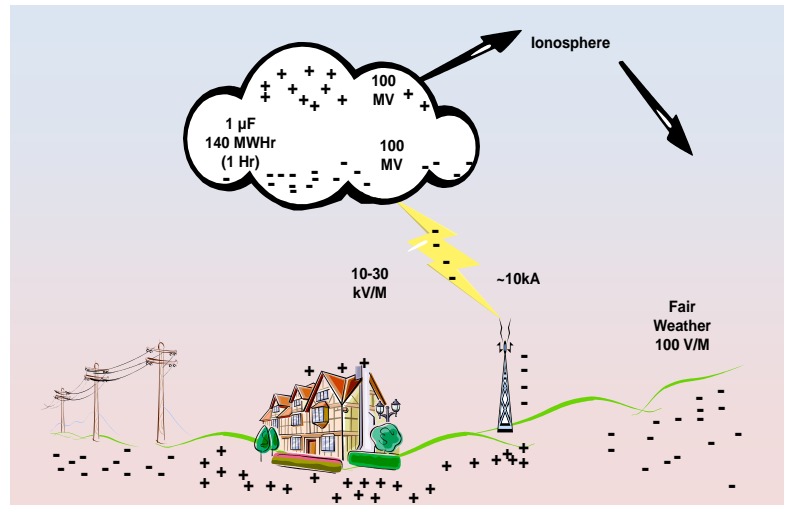 Ionosphere
100
MV
1 µF
140 MWHr
(1 Hr)
100
MV
10-30
kV/M
~10kA
Fair
Weather
100 V/M